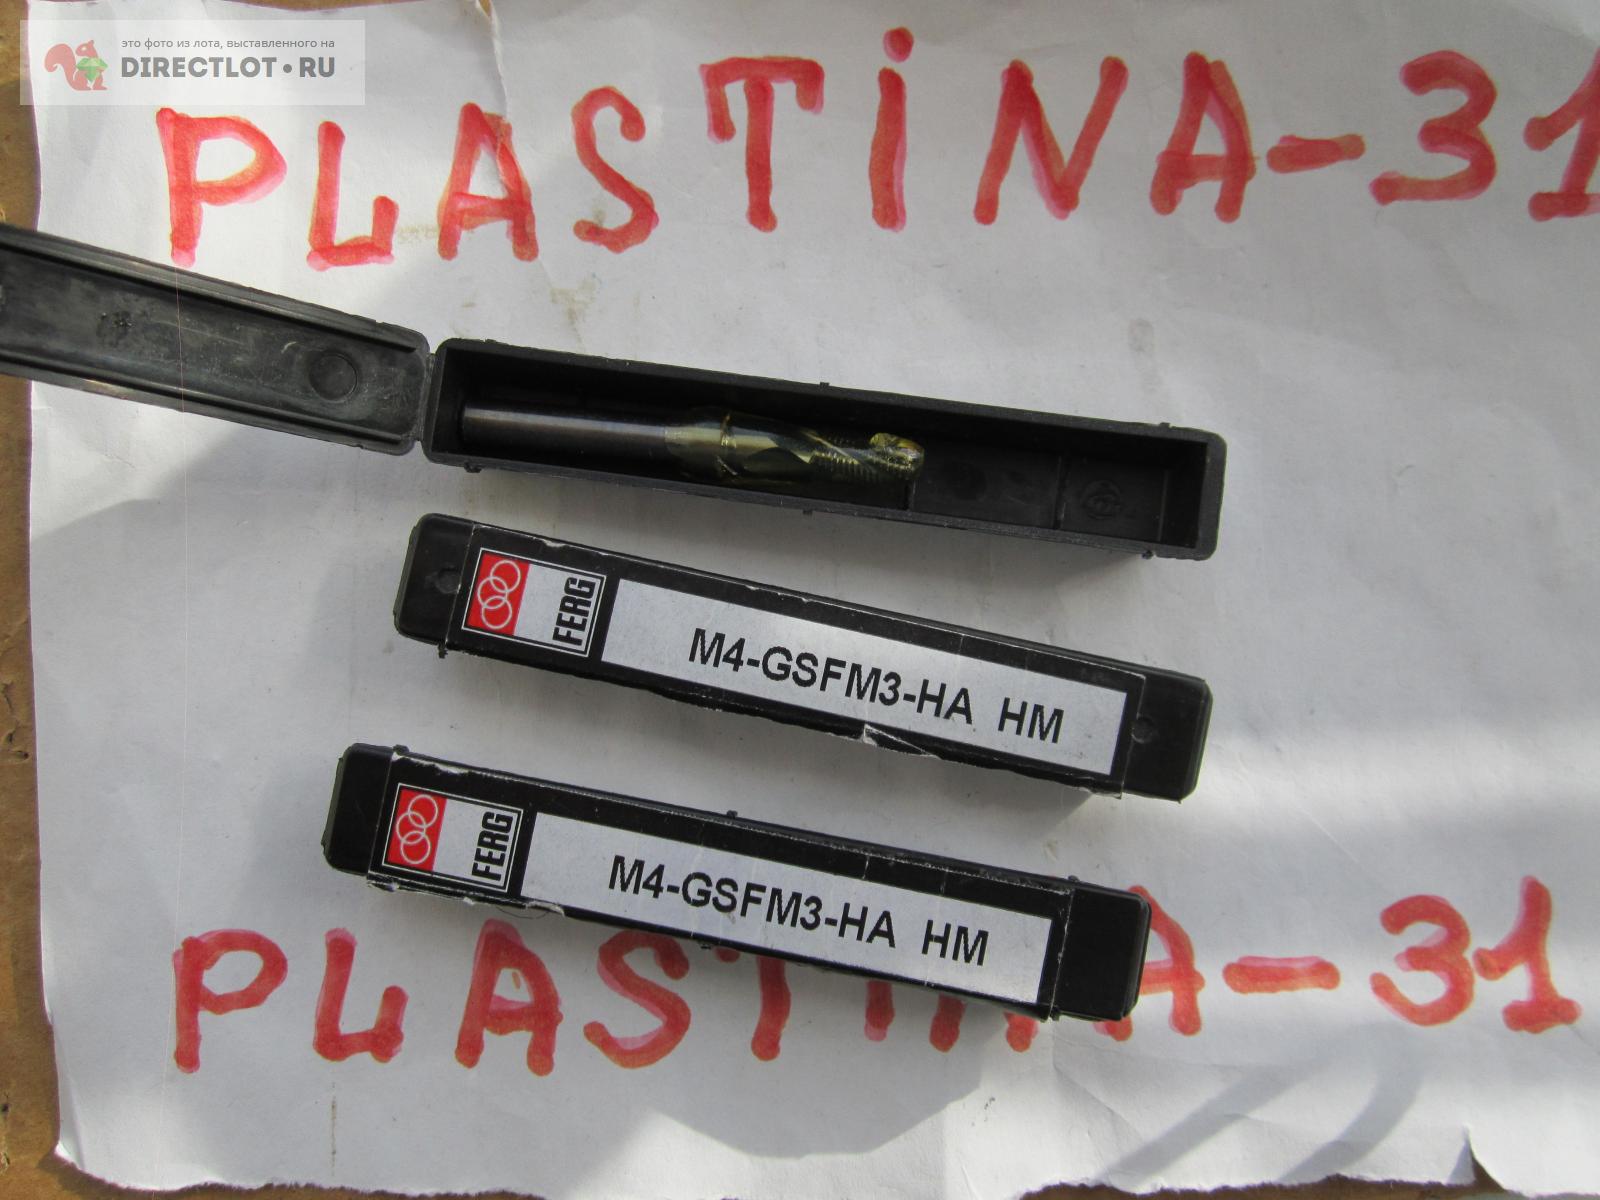 это фото из лота, выставленного на
DIRECTLOT•RU
PLASTINA-31
FERG
M4-GSFM3-HA HM
FERG
M4-GSFM3-HA HM
PLASTINA-31